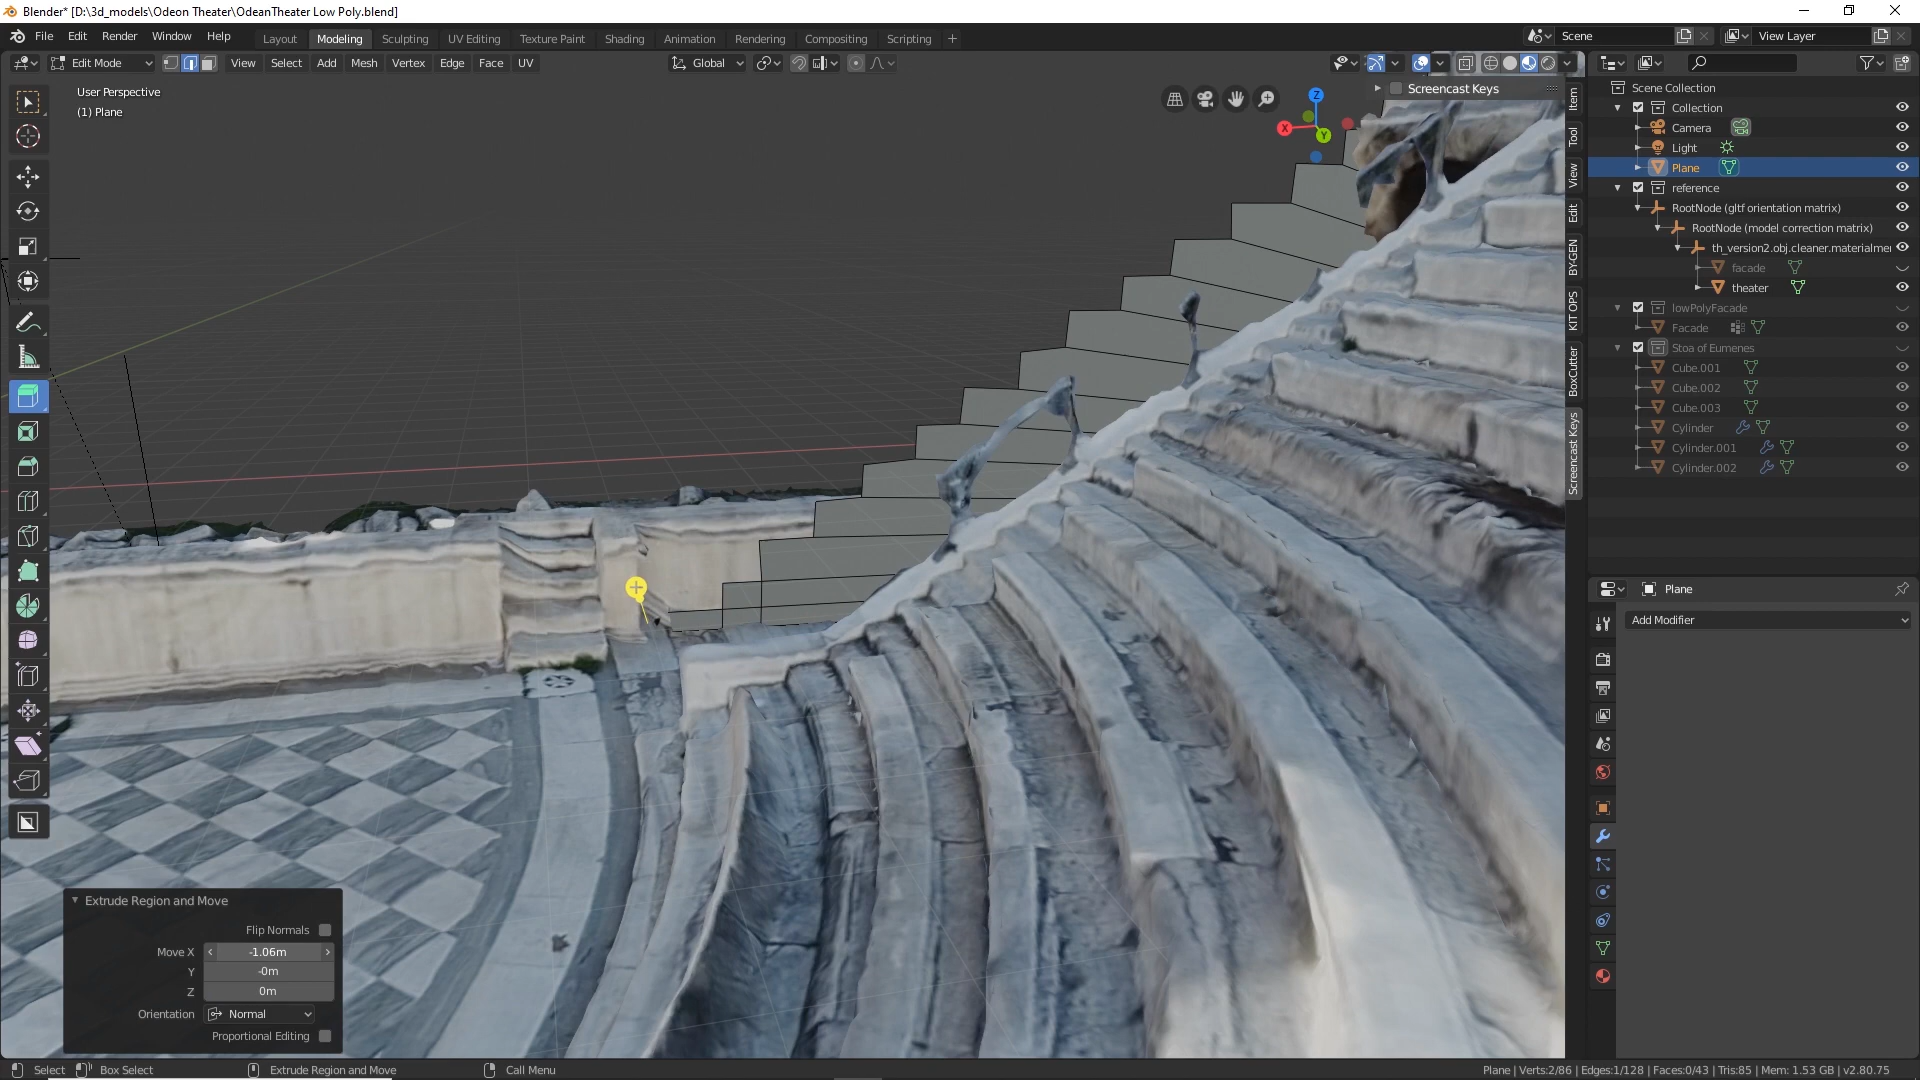 Blender* [D:\3d_models\Odeon Theater\OdeanTheater Low Poly.blend]
File Edit Render Window Help Layout Modeling Sculpting UV Editing Texture Paint Shading Animation Rendering Compositing Scripting + Scene View Layer
Edit Mode View Select Add Mesh Vertex Edge Face UV Global
User Perspective
(1) Plane
Screencast Keys
X
Y
Z
Item
Tool
View
Edit
BY-GEN
KIT OPS
BoxCutter
Screencast Keys
Scene Collection
Collection
Camera
Light
Plane
reference
RootNode (gltf orientation matrix)
RootNode (model correction matrix)
th_version2.obj.cleaner.materialmer
facade
theater
lowPolyFacade
Facade
Stoa of Eumenes
Cube.001
Cube.002
Cube.003
Cylinder
Cylinder.001
Cylinder.002
Plane
Add Modifier
Extrude Region and Move
Flip Normals
Move X -1.06m
Y -0m
Z 0m
Orientation Normal
Proportional Editing
Select Box Select Extrude Region and Move Call Menu Plane | Verts:2/86 | Edges:1/128 | Faces:0/43 | Tris:85 | Mem: 1.53 GB | v2.80.75